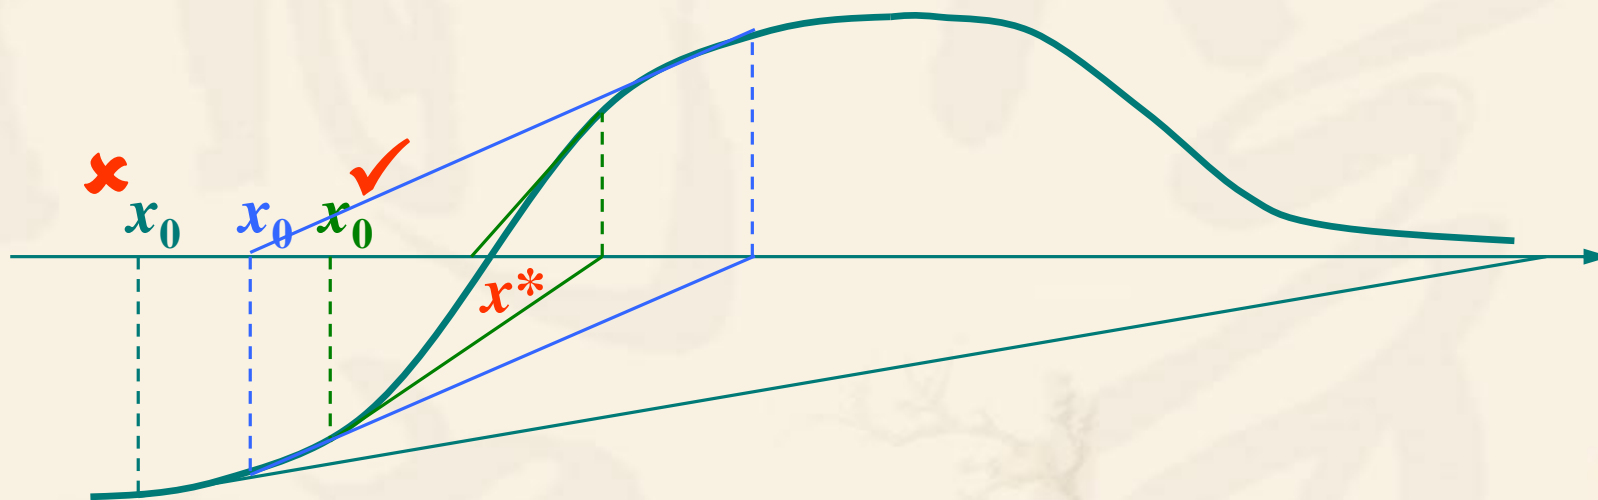 ✘ ✓
x₀ x₀ x₀
x*